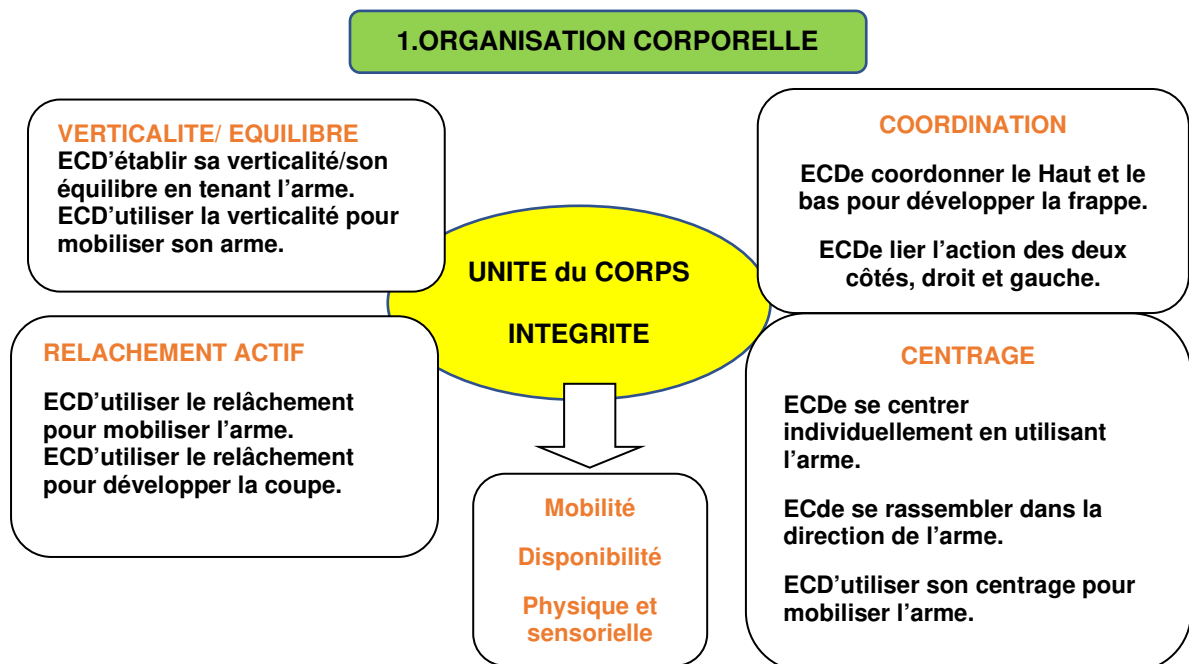 1.ORGANISATION CORPORELLE
VERTICALITE/ EQUILIBRE
ECD’établir sa verticalité/son
équilibre en tenant l’arme.
ECD’utiliser la verticalité pour
mobiliser son arme.
COORDINATION
ECDe coordonner le Haut et le
bas pour développer la frappe.
ECDe lier l’action des deux
côtés, droit et gauche.
UNITE du CORPS
INTEGRITE
RELACHEMENT ACTIF
ECD’utiliser le relâchement
pour mobiliser l’arme.
ECD’utiliser le relâchement
pour développer la coupe.
CENTRAGE
ECDe se centrer
individuellement en utilisant
l’arme.
ECde se rassembler dans la
direction de l’arme.
ECD’utiliser son centrage pour
mobiliser l’arme.
Mobilité
Disponibilité
Physique et
sensorielle